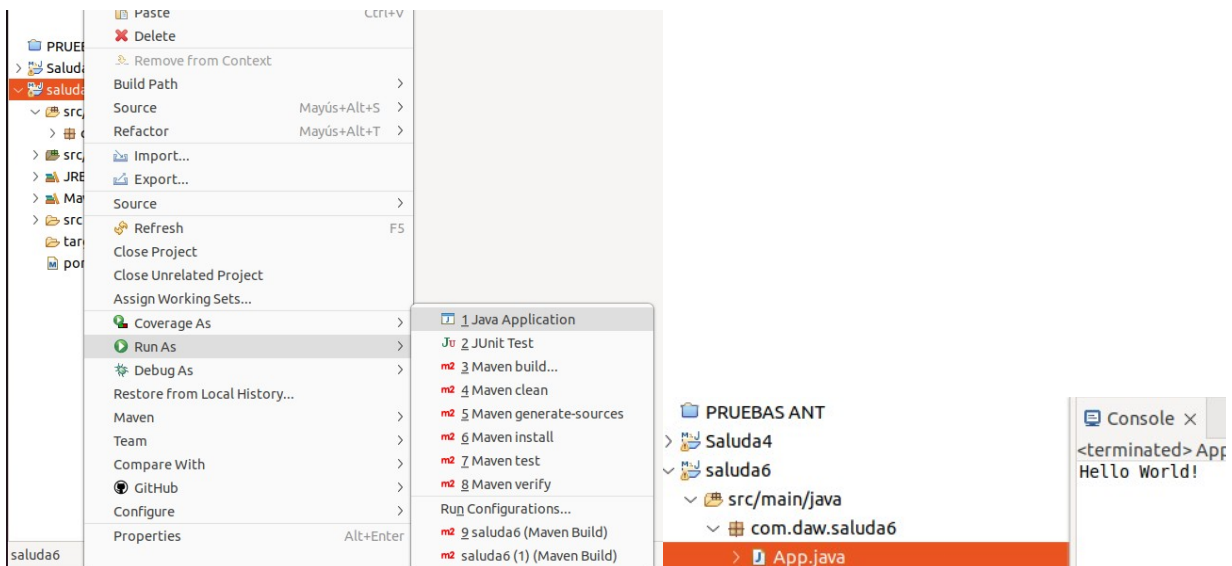 Paste Ctrl+V
Delete
Remove from Context
Build Path
Source Mayús+Alt+S
Refactor Mayús+Alt+T
Import...
Export...
Source
Refresh F5
Close Project
Close Unrelated Project
Assign Working Sets...
Coverage As
Run As
Debug As
Restore from Local History...
Maven
Team
Compare With
GitHub
Configure
Properties Alt+Enter
saluda6
1 Java Application
2 JUnit Test
3 Maven build...
4 Maven clean
5 Maven generate-sources
6 Maven install
7 Maven test
8 Maven verify
Run Configurations...
9 saluda6 (Maven Build)
saluda6 (1) (Maven Build)
PRUEBAS ANT
Saluda4
saluda6
src/main/java
com.daw.saluda6
App.java
Console
<terminated> App
Hello World!